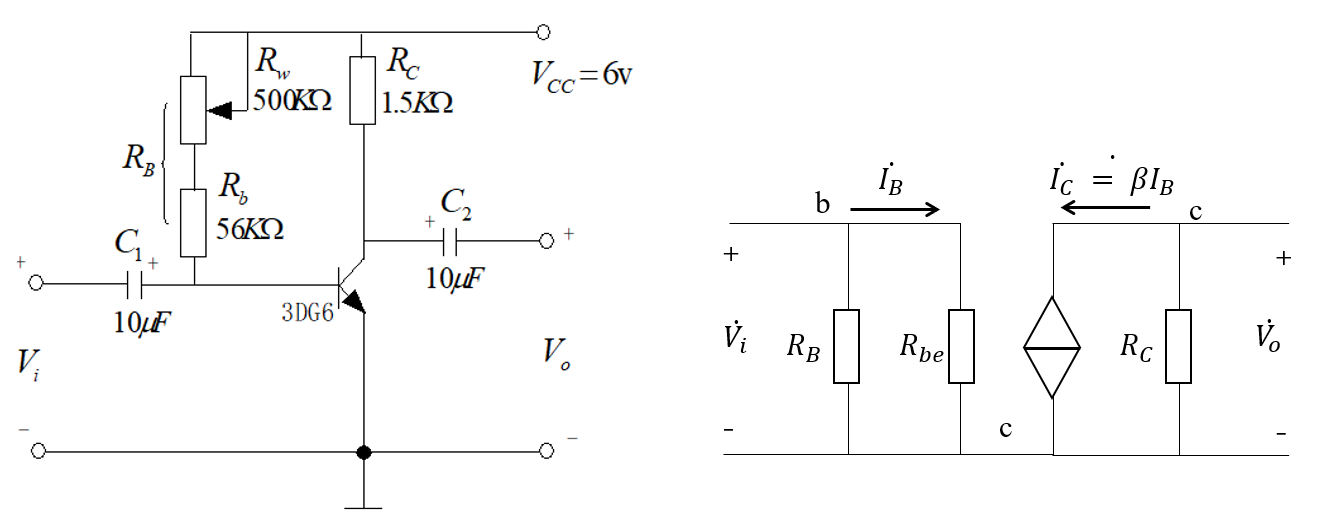 R_w
500KΩ
R_C
1.5KΩ
V_CC=6v
R_B
R_b
56KΩ
C_1
+
+
10μF
3DG6
C_2
+
+
10μF
V_i
V_o
-
-
İ_B
İ_C = βİ_B
b
c
+
+
V̇_i
R_B
R_be
R_C
V̇_o
c
-
-